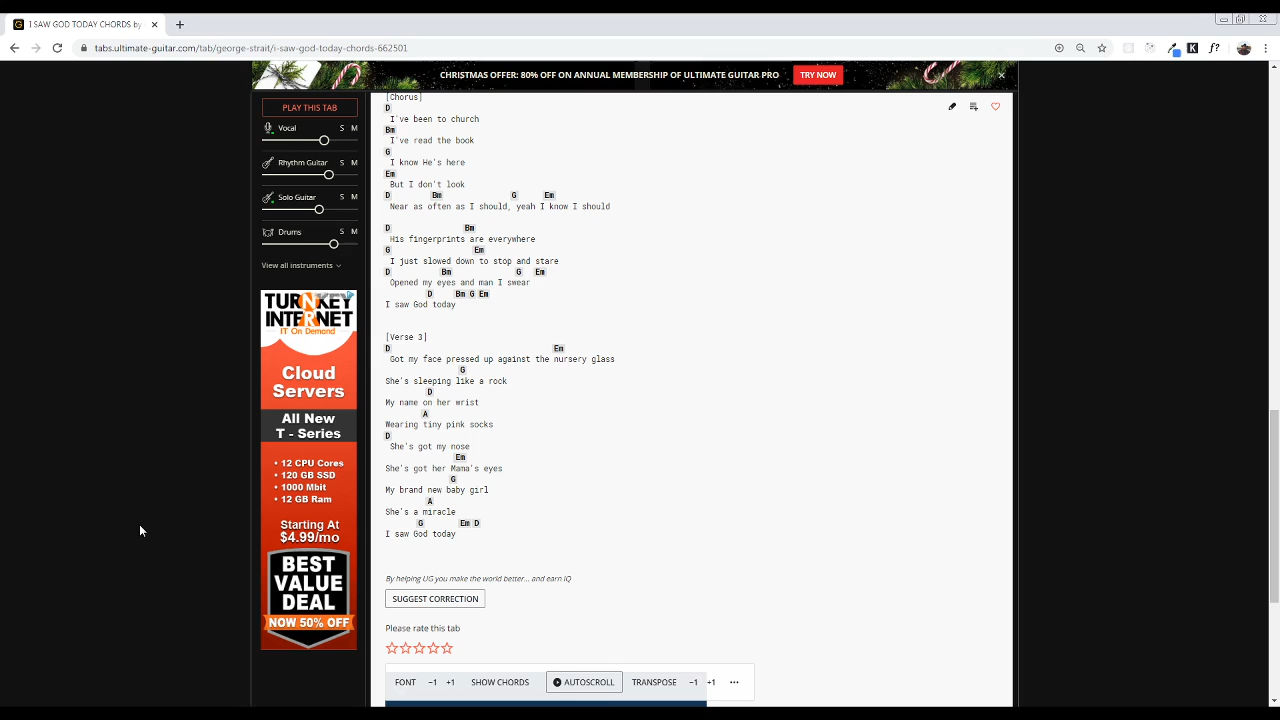 I SAW GOD TODAY CHORDS by
tabs.ultimate-guitar.com/tab/george-strait/i-saw-god-today-chords-662501
CHRISTMAS OFFER: 80% OFF ON ANNUAL MEMBERSHIP OF ULTIMATE GUITAR PRO TRY NOW
PLAY THIS TAB
Vocal S M
Rhythm Guitar S M
Solo Guitar S M
Drums S M
View all instruments
TURNKEY
INTERNET
IT On Demand
Cloud
Servers
All New
T - Series
• 12 CPU Cores
• 120 GB SSD
• 1000 Mbit
• 12 GB Ram
Starting At
$4.99/mo
BEST
VALUE
DEAL
NOW 50% OFF
[Chorus]
D
I've been to church
Bm
I've read the book
G
I know He's here
Em
But I don't look
D Bm G Em
Near as often as I should, yeah I know I should
D Bm
His fingerprints are everywhere
G Em
I just slowed down to stop and stare
D Bm G Em
Opened my eyes and man I swear
D Bm G Em
I saw God today
[Verse 3]
D Em
Got my face pressed up against the nursery glass
G
She's sleeping like a rock
D
My name on her wrist
A
Wearing tiny pink socks
D
She's got my nose
Em
She's got her Mama's eyes
G
My brand new baby girl
A
She's a miracle
G Em D
I saw God today
By helping UG you make the world better... and earn IQ
SUGGEST CORRECTION
Please rate this tab
FONT −1 +1 SHOW CHORDS AUTOSCROLL TRANSPOSE −1 +1 ...